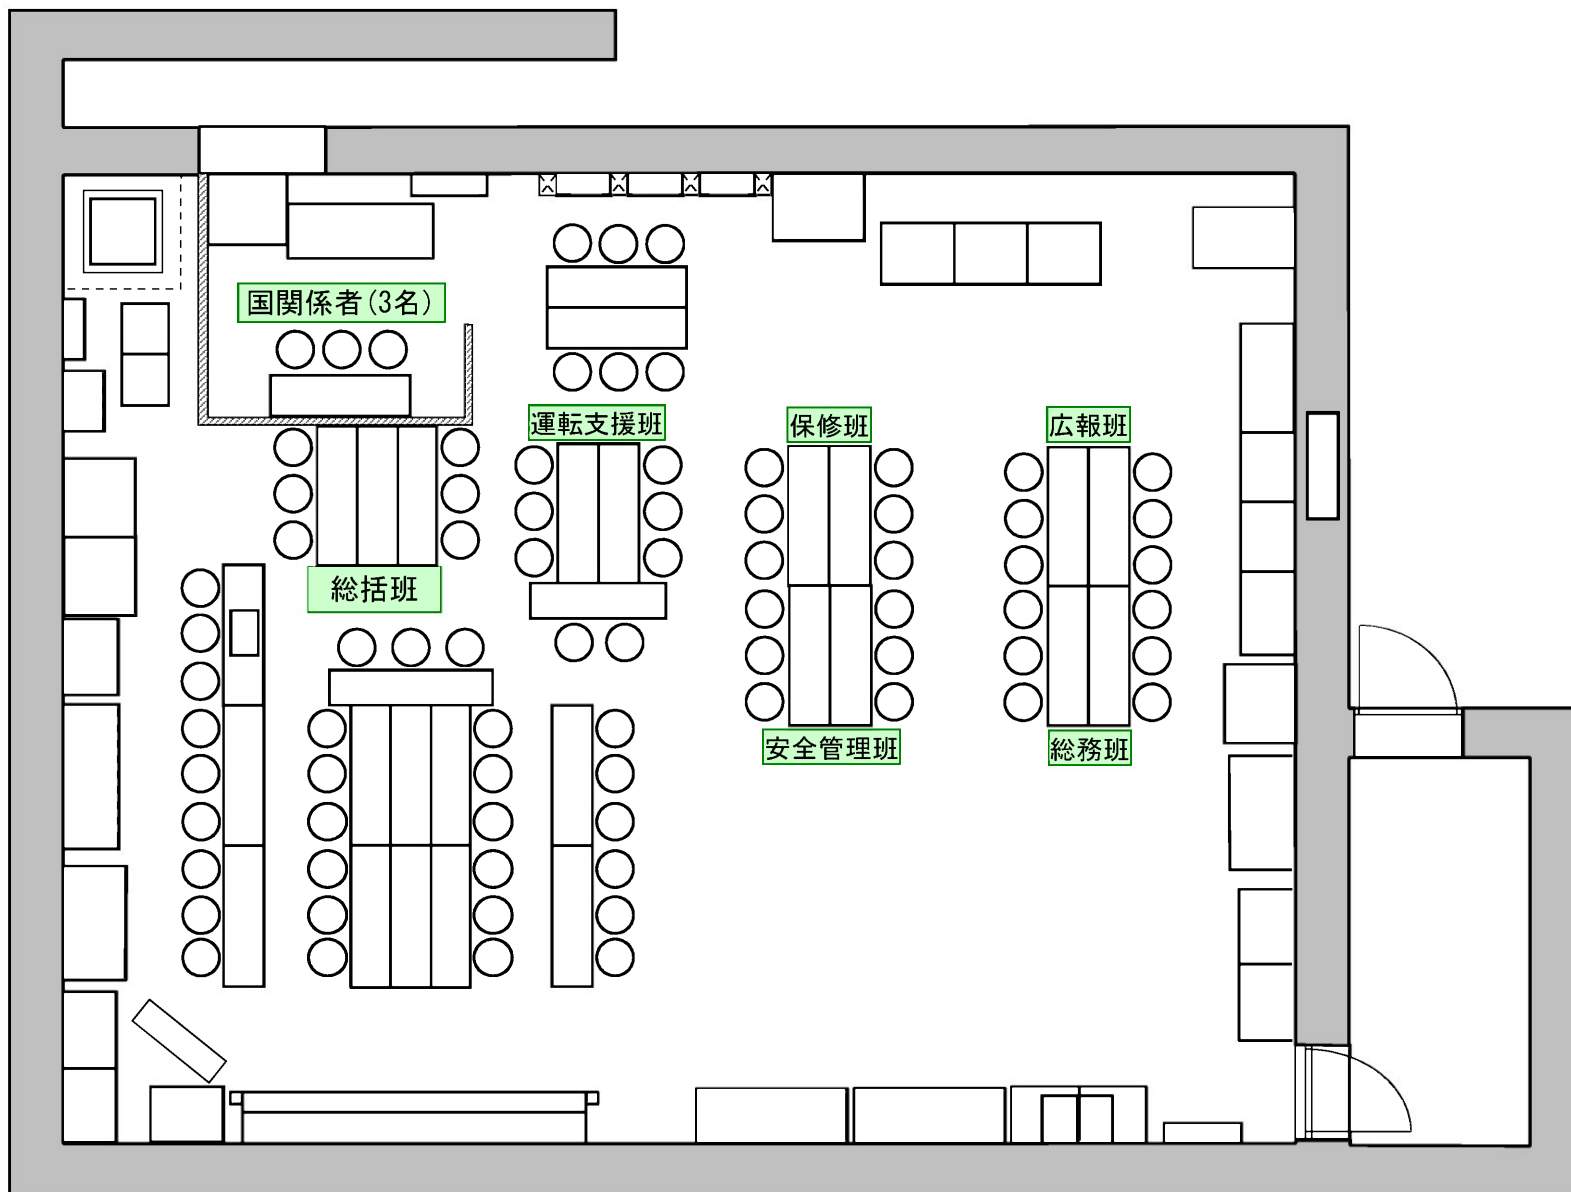 国関係者(3名)
運転支援班
保修班
広報班
総括班
安全管理班
総務班